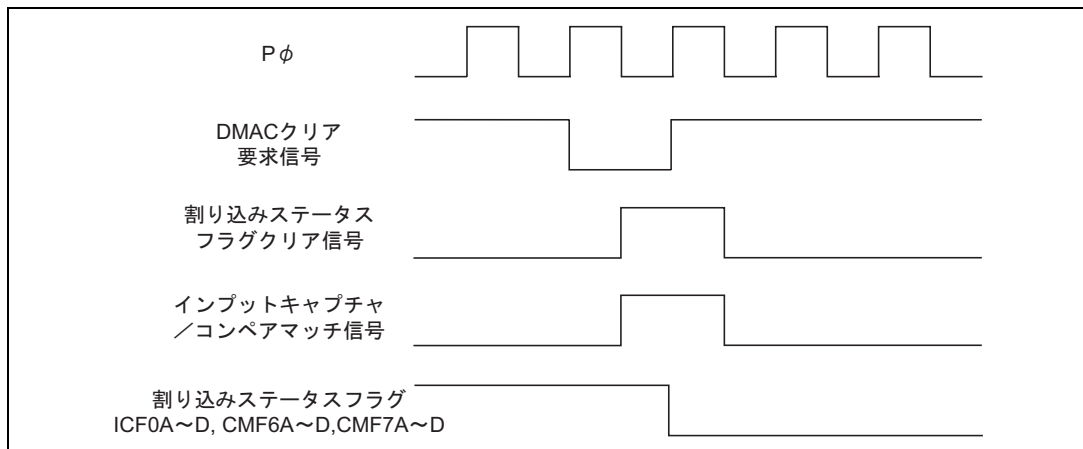 Pφ
DMACクリア
要求信号
割り込みステータス
フラグクリア信号
インプットキャプチャ
／コンペアマッチ信号
割り込みステータスフラグ
ICF0A～D, CMF6A～D,CMF7A～D